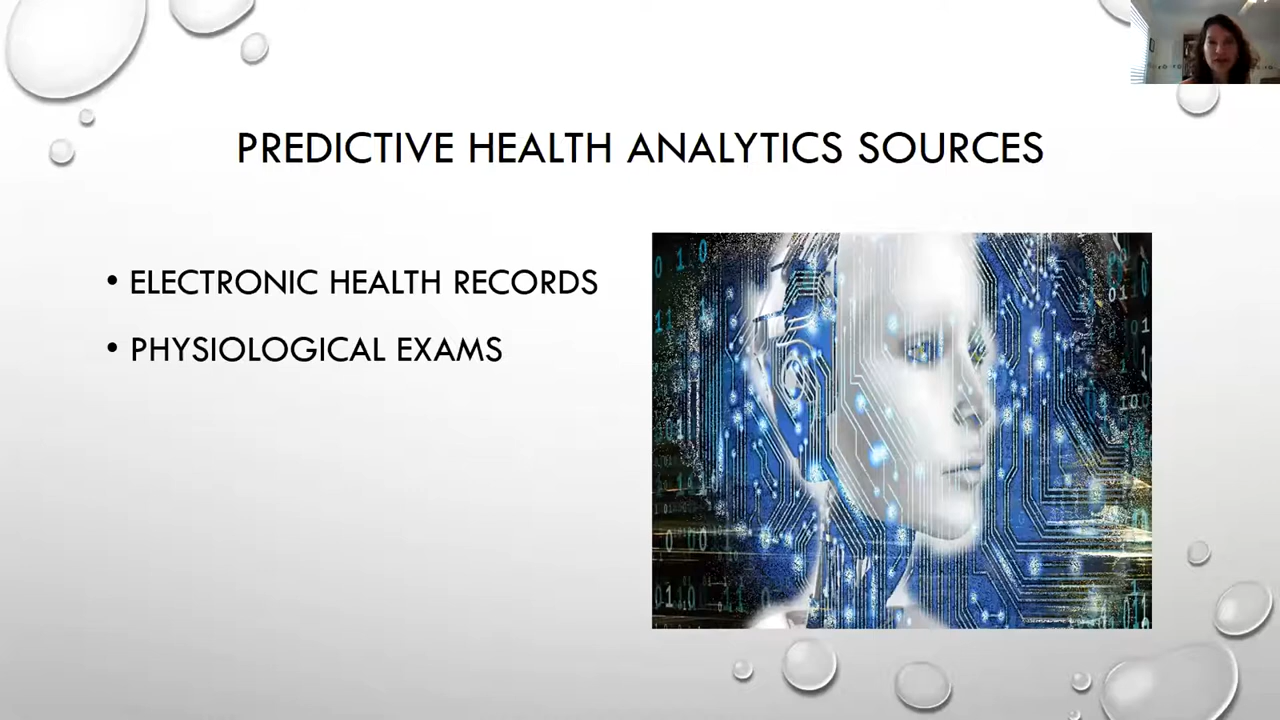 PREDICTIVE HEALTH ANALYTICS SOURCES
• ELECTRONIC HEALTH RECORDS
• PHYSIOLOGICAL EXAMS